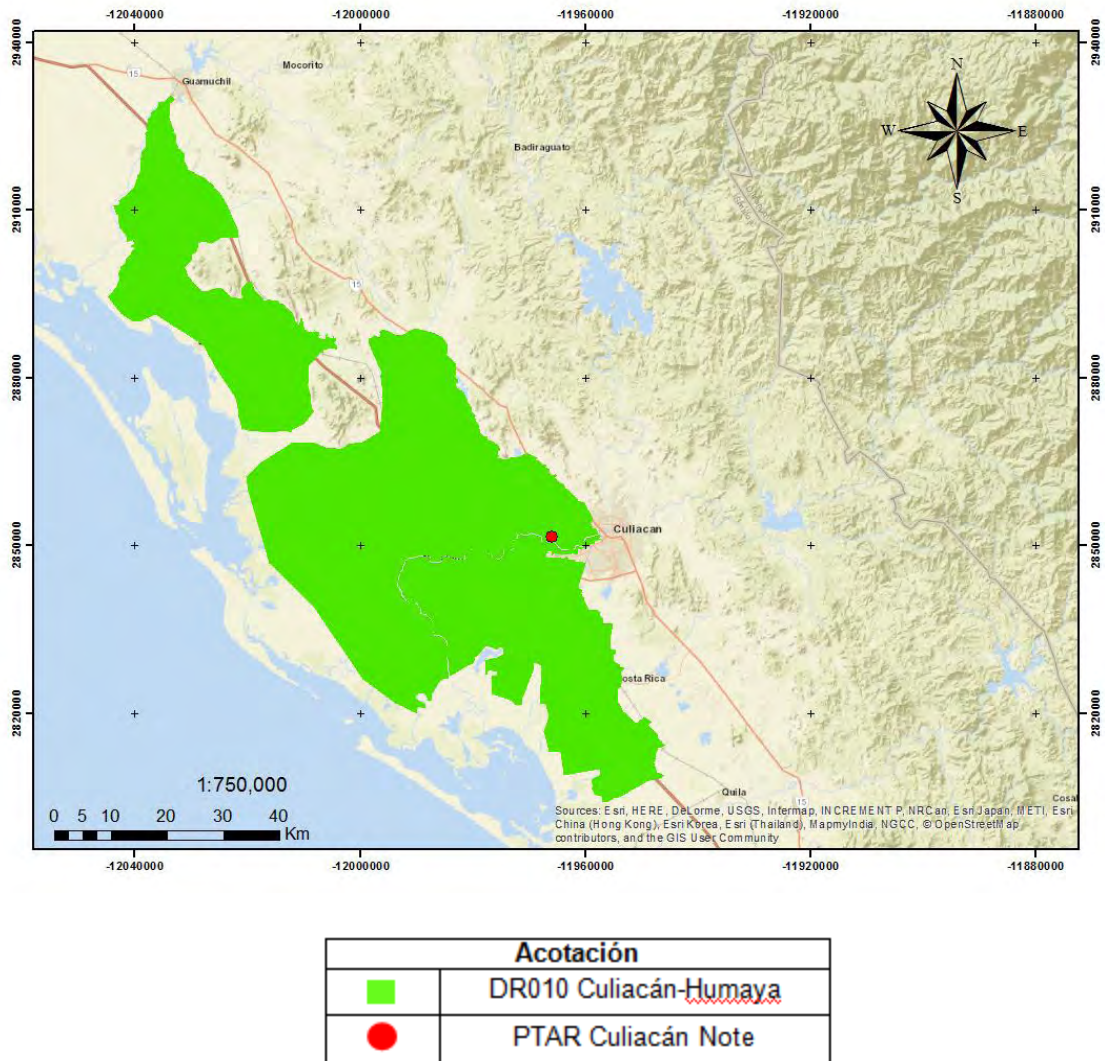 -12040000 -12000000 -11960000 -11920000 -11880000
2940000 2940000
Guamuchil
Mocorito
15
N
W E
S
Badiraguato
2910000 2910000
15
2880000 2880000
Culiacan
2850000 2850000
osta Rica
2820000 2820000
1:750,000
Quila
15
Cosal
0 5 10 20 30 40
Km
Sources: Esri, HERE, DeLorme, USGS, Intermap, INCREMENT P, NRCan, Esri Japan, METI, Esri
China (Hong Kong), Esri Korea, Esri (Thailand), MapmyIndia, NGCC, © OpenStreetMap
contributors, and the GIS User Community
-12040000 -12000000 -11960000 -11920000 -11880000
Acotación
DR010 Culiacán-Humaya
PTAR Culiacán Note